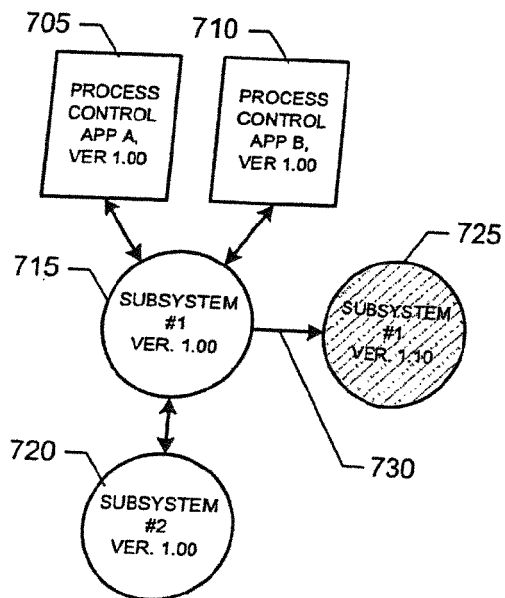 705
710
PROCESS
CONTROL
APP A,
VER 1.00
PROCESS
CONTROL
APP B,
VER 1.00
725
715
SUBSYSTEM
#1
VER. 1.00
SUBSYSTEM
#1
VER. 1.10
720
730
SUBSYSTEM
#2
VER. 1.00